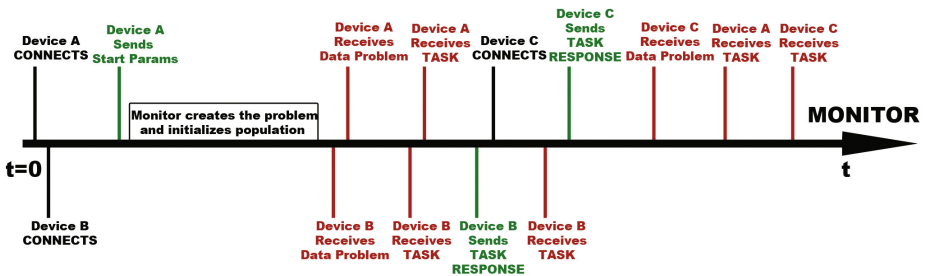 Device A
CONNECTS
Device A
Sends
Start Params
Monitor creates the problem
and initializes population
Device A
Receives
Data Problem
Device A
Receives
TASK
Device C
CONNECTS
Device C
Sends
TASK
RESPONSE
Device C
Receives
Data Problem
Device A
Receives
TASK
Device C
Receives
TASK
MONITOR
t=0
t
Device B
CONNECTS
Device B
Receives
Data Problem
Device B
Receives
TASK
Device B
Sends
TASK
RESPONSE
Device B
Receives
TASK